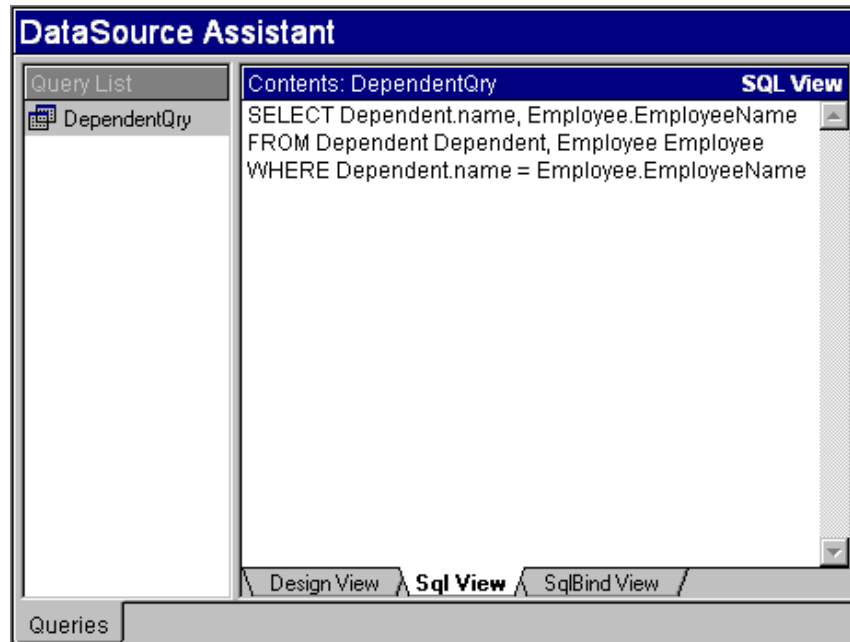 DataSource Assistant
Query List
DependentQry
Contents: DependentQry SQL View
SELECT Dependent.name, Employee.EmployeeName
FROM Dependent Dependent, Employee Employee
WHERE Dependent.name = Employee.EmployeeName
Design View Sql View SqlBind View
Queries